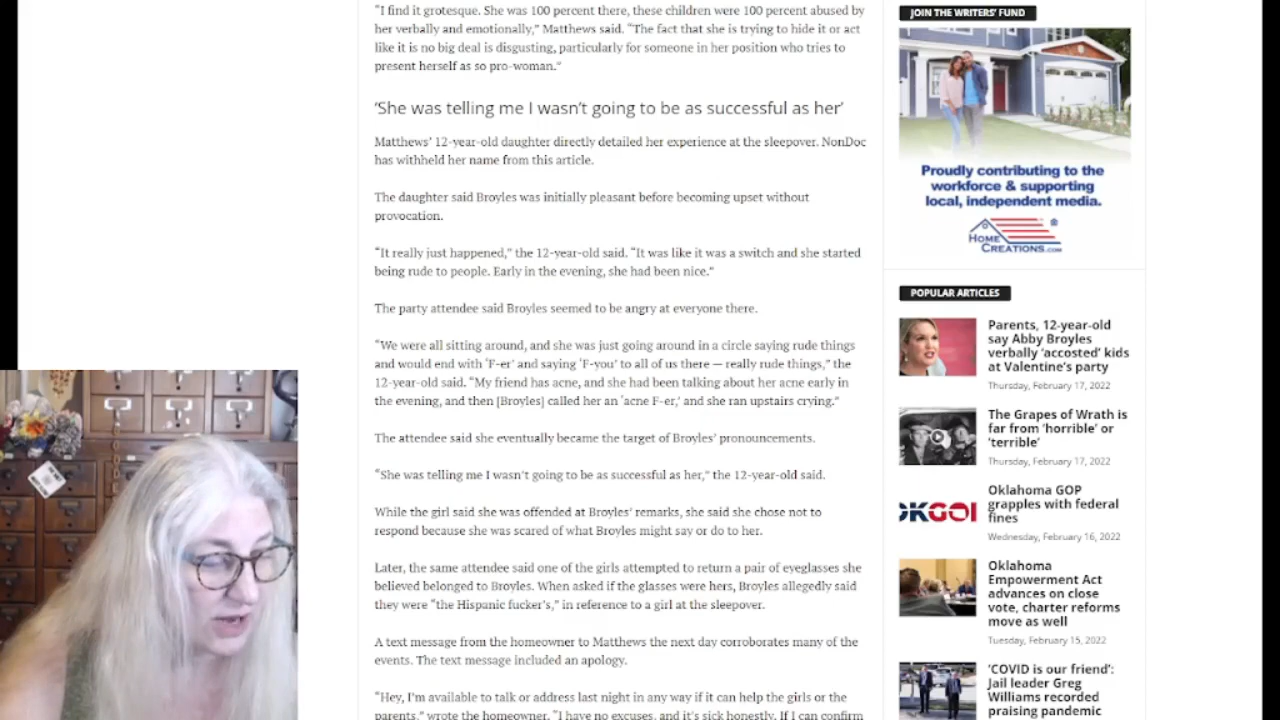 “I find it grotesque. She was 100 percent there, these children were 100 percent abused by
her verbally and emotionally,” Matthews said. “The fact that she is trying to hide it or act
like it is no big deal is disgusting, particularly for someone in her position who tries to
present herself as so pro-woman.”
‘She was telling me I wasn’t going to be as successful as her’
Matthews’ 12-year-old daughter directly detailed her experience at the sleepover. NonDoc
has withheld her name from this article.
The daughter said Broyles was initially pleasant before becoming upset without
provocation.
“It really just happened,” the 12-year-old said. “It was like it was a switch and she started
being rude to people. Early in the evening, she had been nice.”
The party attendee said Broyles seemed to be angry at everyone there.
“We were all sitting around, and she was just going around in a circle saying rude things
and would end with ‘F-er’ and saying ‘F-you’ to all of us there — really rude things,” the
12-year-old said. “My friend has acne, and she had been talking about her acne early in
the evening, and then [Broyles] called her an ‘acne F-er,’ and she ran upstairs crying.”
The attendee said she eventually became the target of Broyles’ pronouncements.
“She was telling me I wasn’t going to be as successful as her,” the 12-year-old said.
While the girl said she was offended at Broyles’ remarks, she said she chose not to
respond because she was scared of what Broyles might say or do to her.
Later, the same attendee said one of the girls attempted to return a pair of eyeglasses she
believed belonged to Broyles. When asked if the glasses were hers, Broyles allegedly said
they were “the Hispanic fucker’s,” in reference to a girl at the sleepover.
A text message from the homeowner to Matthews the next day corroborates many of the
events. The text message included an apology.
“Hey, I’m available to talk or address last night in any way if it can help the girls or the
parents,” wrote the homeowner. “I have no excuses, and it’s sick honestly. If I can confirm
JOIN THE WRITERS’ FUND
Proudly contributing to the
workforce & supporting
local, independent media.
HOME
CREATIONS.COM
POPULAR ARTICLES
Parents, 12-year-old
say Abby Broyles
verbally ‘accosted’ kids
at Valentine’s party
Thursday, February 17, 2022
The Grapes of Wrath is
far from ‘horrible’ or
‘terrible’
Thursday, February 17, 2022
OKGOP
Oklahoma GOP
grapples with federal
fines
Wednesday, February 16, 2022
Oklahoma
Empowerment Act
advances on close
vote, charter reforms
move as well
Tuesday, February 15, 2022
‘COVID is our friend’:
Jail leader Greg
Williams recorded
praising pandemic